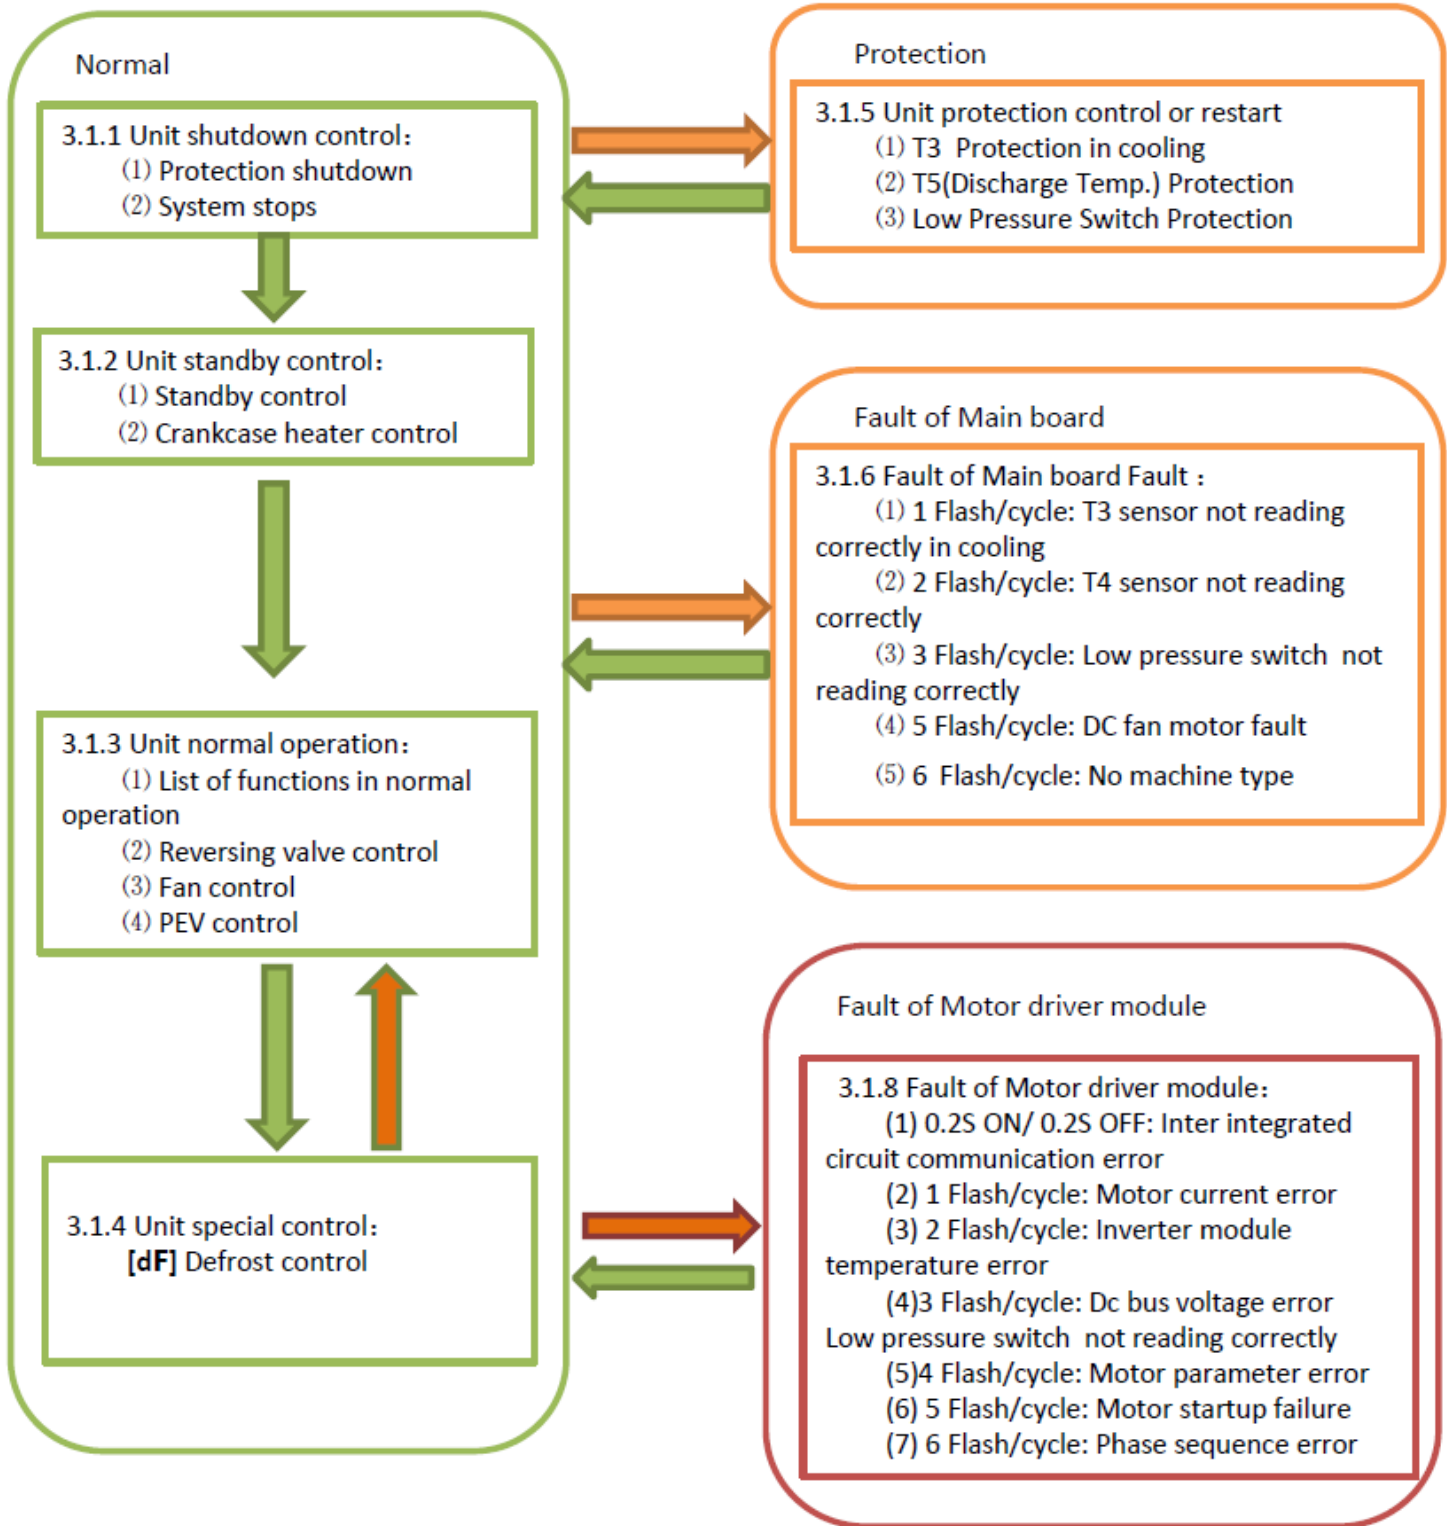 Normal
3.1.1 Unit shutdown control：
⑴ Protection shutdown
⑵ System stops
3.1.2 Unit standby control：
⑴ Standby control
⑵ Crankcase heater control
3.1.3 Unit normal operation：
⑴ List of functions in normal
operation
⑵ Reversing valve control
⑶ Fan control
⑷ PEV control
3.1.4 Unit special control：
[dF] Defrost control
Protection
3.1.5 Unit protection control or restart
⑴ T3 Protection in cooling
⑵ T5(Discharge Temp.) Protection
⑶ Low Pressure Switch Protection
Fault of Main board
3.1.6 Fault of Main board Fault：
⑴ 1 Flash/cycle: T3 sensor not reading
correctly in cooling
⑵ 2 Flash/cycle: T4 sensor not reading
correctly
⑶ 3 Flash/cycle: Low pressure switch not
reading correctly
⑷ 5 Flash/cycle: DC fan motor fault
⑸ 6 Flash/cycle: No machine type
Fault of Motor driver module
3.1.8 Fault of Motor driver module：
(1) 0.2S ON/ 0.2S OFF: Inter integrated
circuit communication error
(2) 1 Flash/cycle: Motor current error
(3) 2 Flash/cycle: Inverter module
temperature error
(4)3 Flash/cycle: Dc bus voltage error
Low pressure switch not reading correctly
(5)4 Flash/cycle: Motor parameter error
(6) 5 Flash/cycle: Motor startup failure
(7) 6 Flash/cycle: Phase sequence error